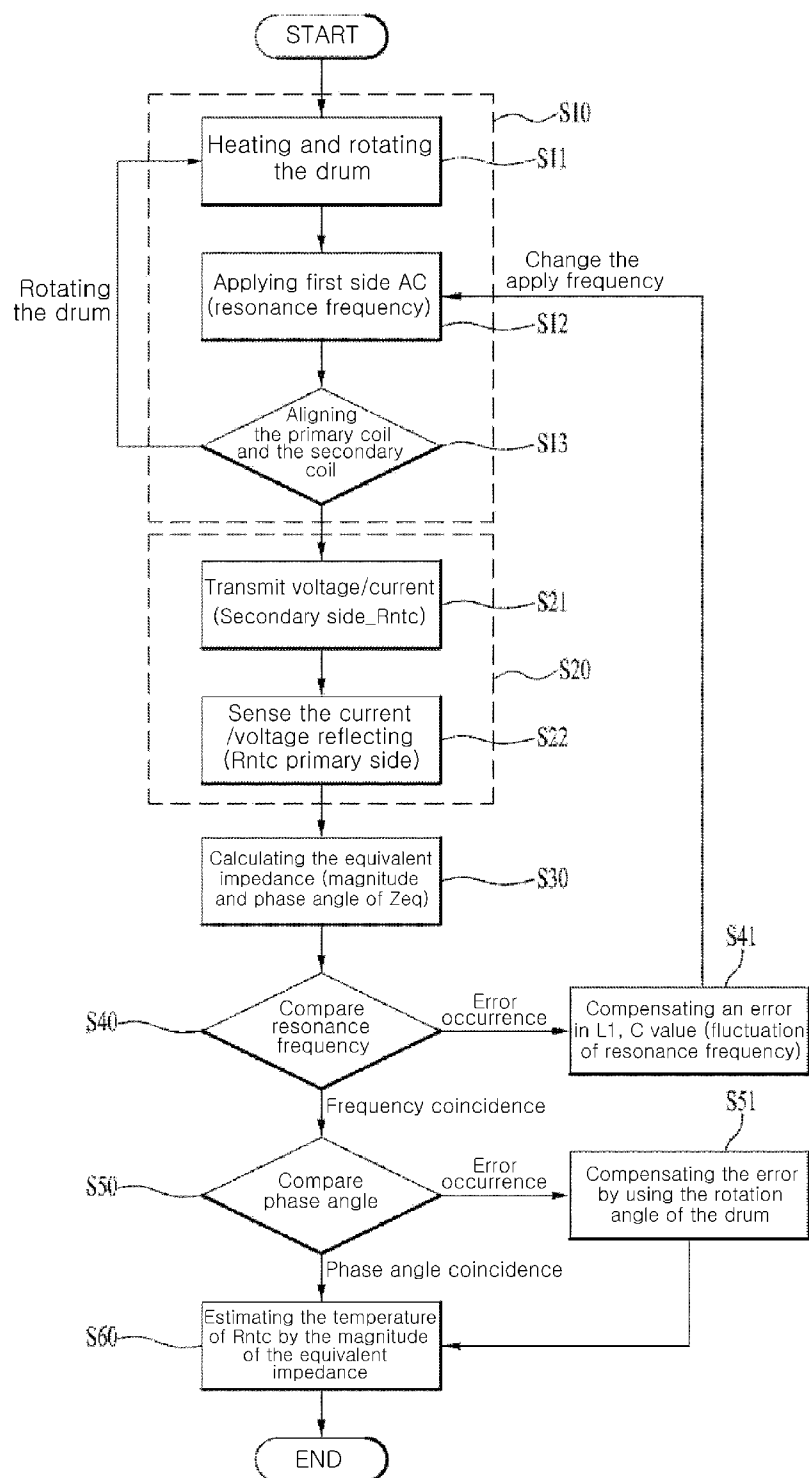 START
S10
Heating and rotating
the drum
S11
Rotating
the drum
Applying first side AC
(resonance frequency)
S12
Change the
apply frequency
Aligning
the primary coil
and the secondary
coil
S13
Transmit voltage/current
(Secondary side_Rntc)
S21
S20
Sense the current
/voltage reflecting
(Rntc primary side)
S22
Calculating the equivalent
impedance (magnitude
and phase angle of Zeq)
S30
S40
Compare
resonance
frequency
Error
occurrence
S41
Compensating an error
in L1, C value (fluctuation
of resonance frequency)
Frequency coincidence
S50
Compare
phase angle
Error
occurrence
S51
Compensating the error
by using the rotation
angle of the drum
Phase angle coincidence
S60
Estimating the temperature
of Rntc by the magnitude
of the equivalent
impedance
END